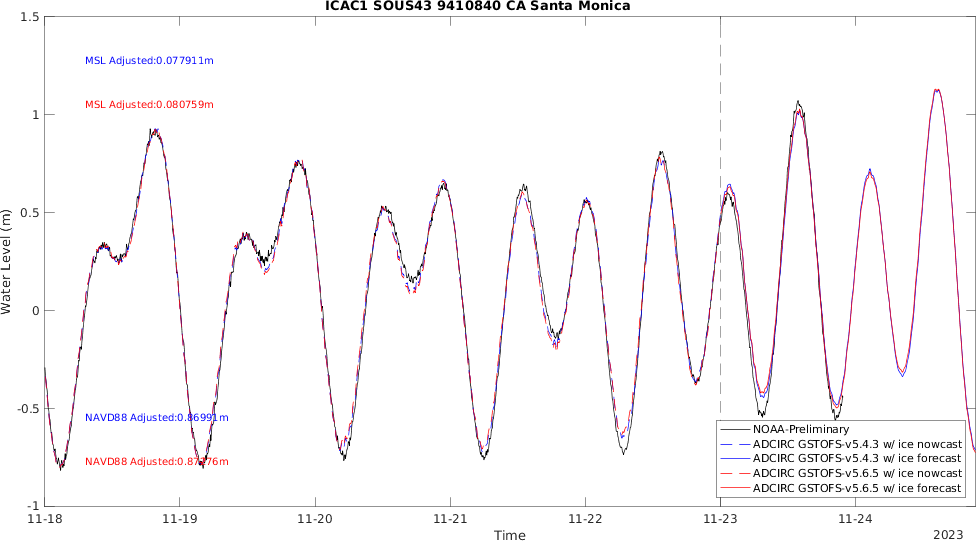 ICAC1 SOUS43 9410840 CA Santa Monica
1.5
1
0.5
0
-0.5
-1
Water Level (m)
MSL Adjusted:0.077911m
MSL Adjusted:0.080759m
NAVD88 Adjusted:0.86991m
NAVD88
NOAA-Preliminary
ADCIRC GSTOFS-v5.4.3 w/ ice nowcast
ADCIRC GSTOFS-v5.4.3 w/ ice forecast
ADCIRC GSTOFS-v5.6.5 w/ ice nowcast
ADCIRC GSTOFS-v5.6.5 w/ ice forecast
11-18 11-19 11-20 11-21 11-22 11-23 11-24
Time
2023